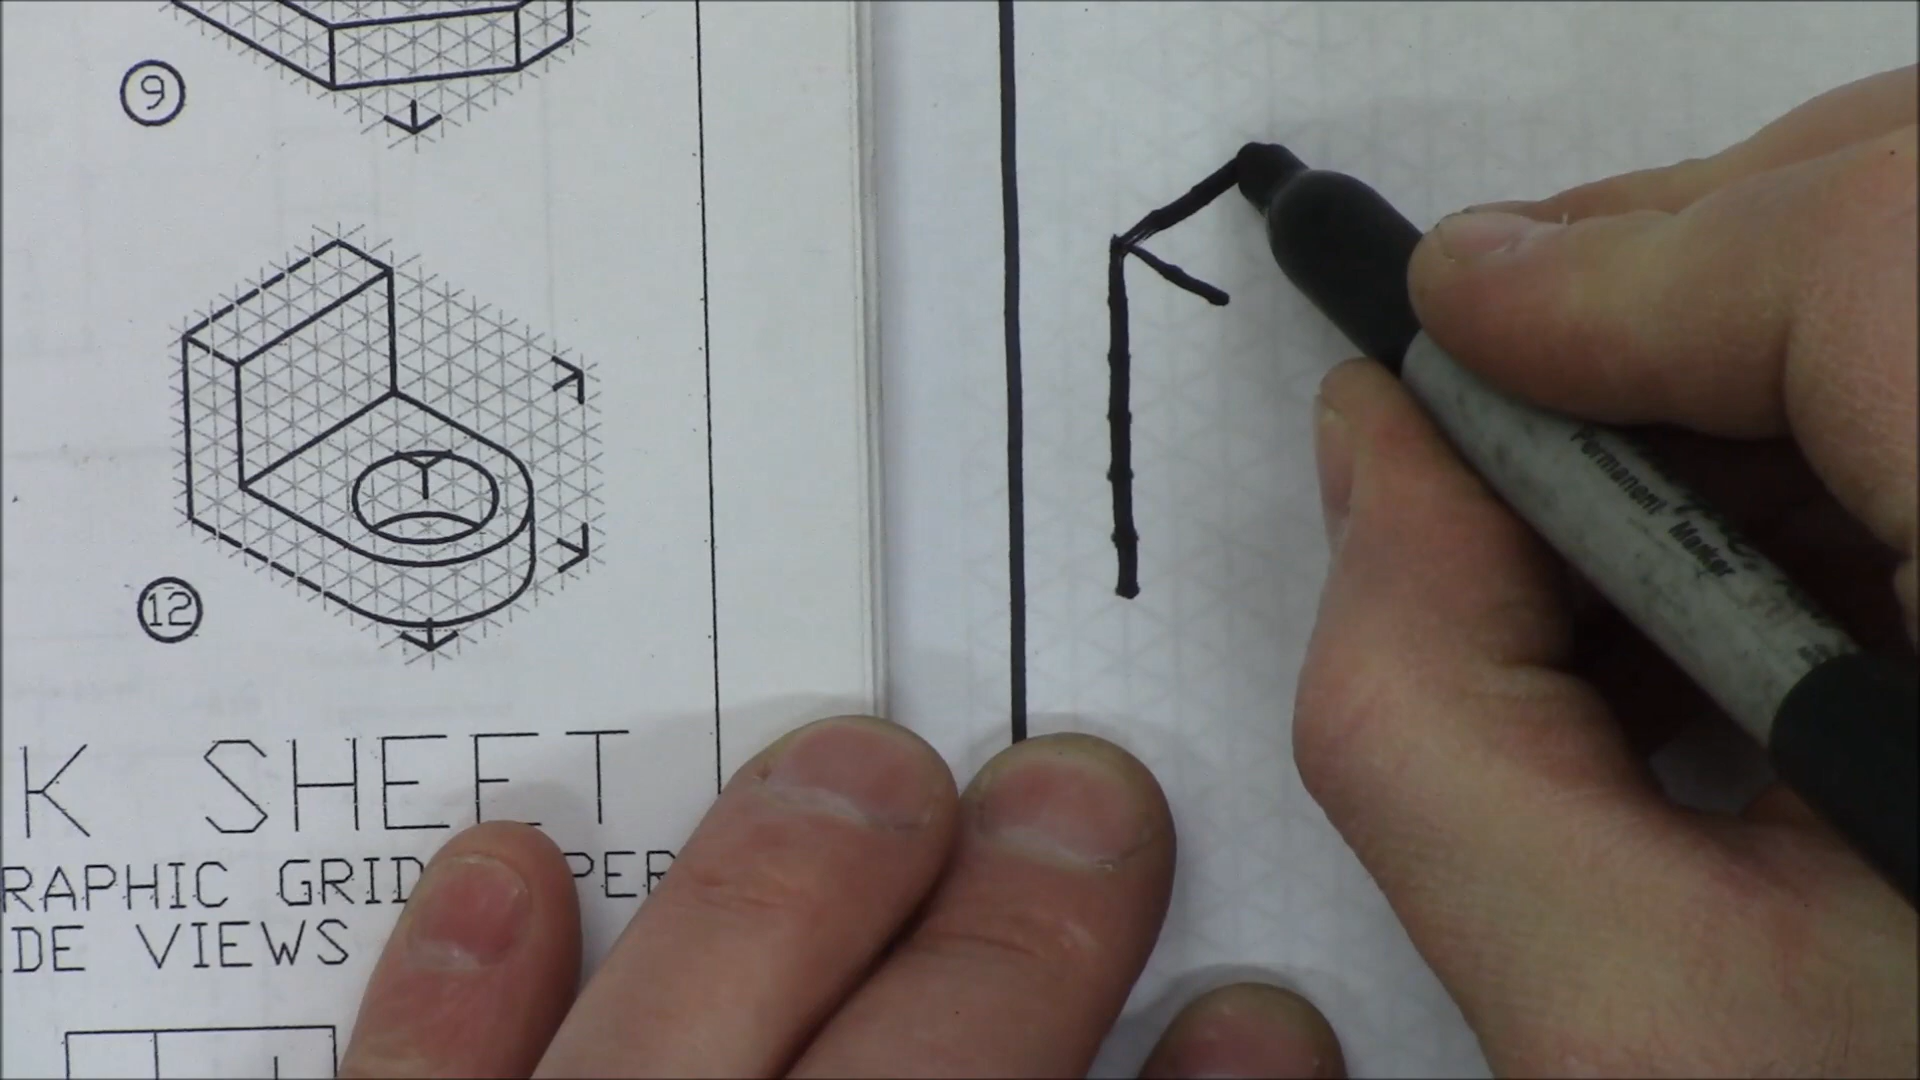 9
12
K SHEET
RAPHIC GRID PER
DE VIEWS
Permanent Marker